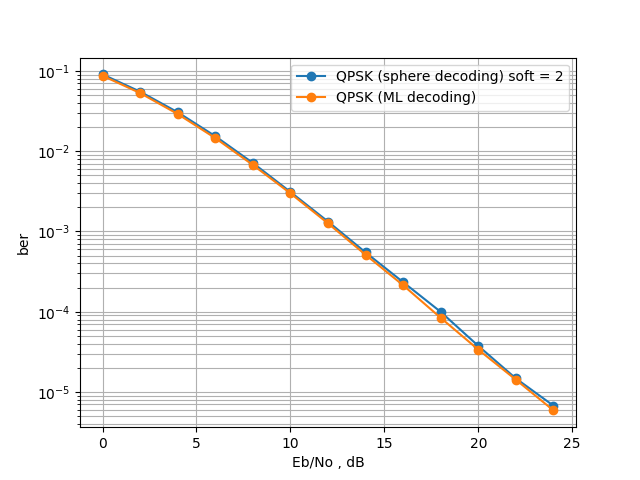 QPSK (sphere decoding) soft = 2
QPSK (ML decoding)
ber
10⁻¹
10⁻²
10⁻³
10⁻⁴
10⁻⁵
0 5 10 15 20 25
Eb/No , dB